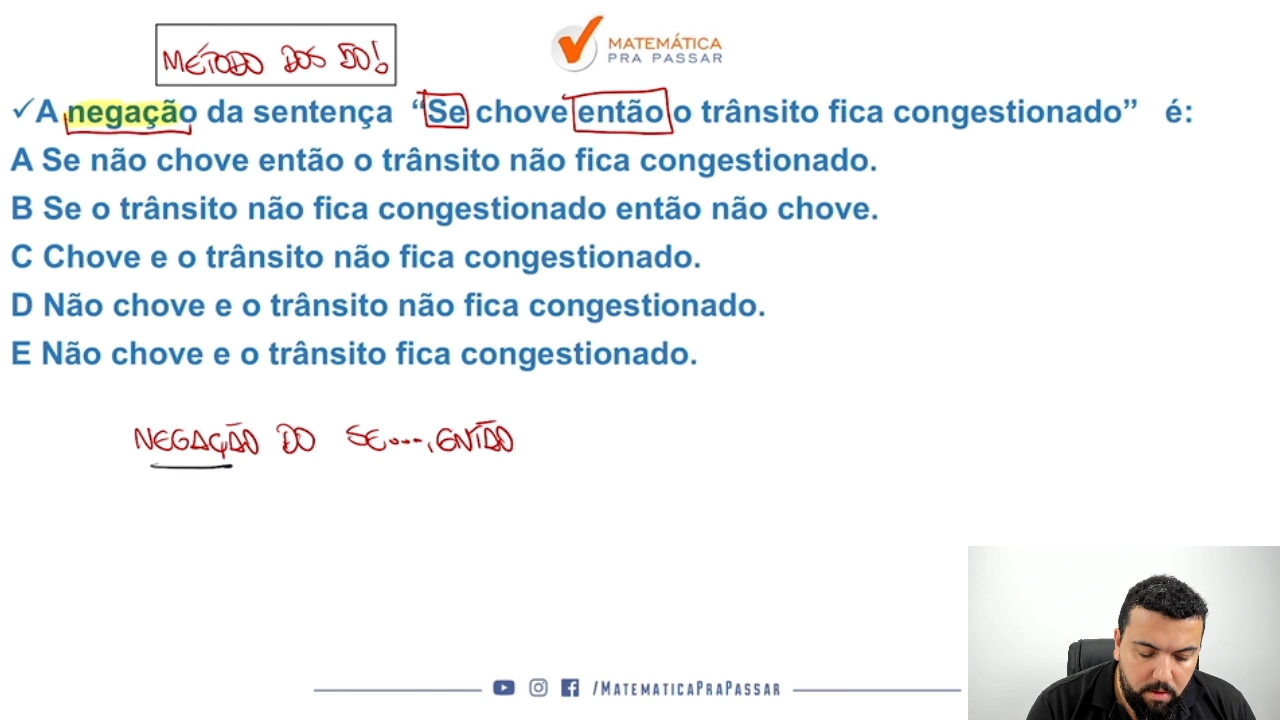 MÉTODO DOS 50!
MATEMÁTICA
PRA PASSAR
✓A negação da sentença “Se chove então o trânsito fica congestionado” é:
A Se não chove então o trânsito não fica congestionado.
B Se o trânsito não fica congestionado então não chove.
C Chove e o trânsito não fica congestionado.
D Não chove e o trânsito não fica congestionado.
E Não chove e o trânsito fica congestionado.
NEGAÇÃO DO SE...,ENTÃO
/MATEMATICAPRAPASSAR